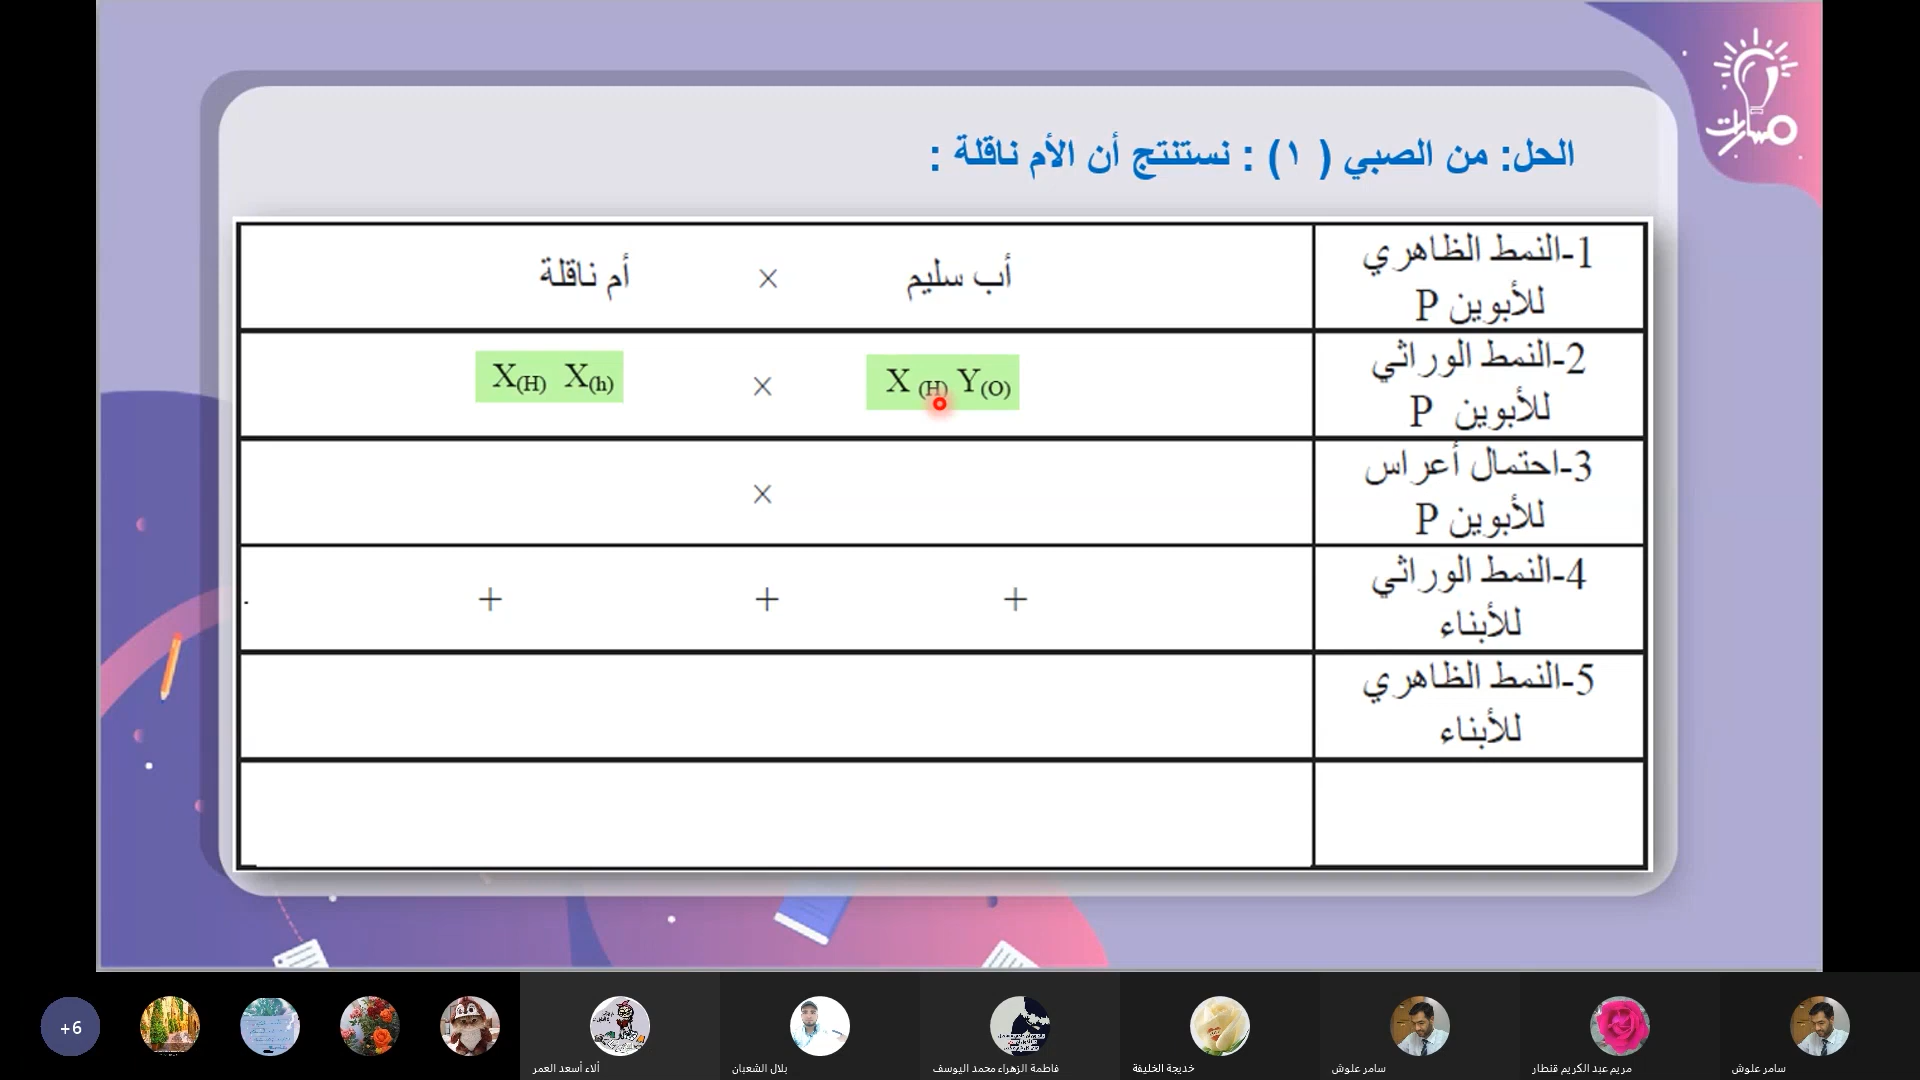 مسارات
الحل: من الصبي ( ١ ) : نستنتج أن الأم ناقلة :
1-النمط الظاهري
للأبوين P
أب سليم × أم ناقلة
2-النمط الوراثي
للأبوين P
X (H) Y(O) × X(H) X(h)
3-احتمال أعراس
للأبوين P
×
4-النمط الوراثي
للأبناء
+ + +
5-النمط الظاهري
للأبناء
+6
ألاء أسعد العمر
بلال الشعبان
فاطمة الزهراء محمد اليوسف
خديجة الخليفة
سامر علوش
مريم عبد الكريم قنطار
سامر علوش